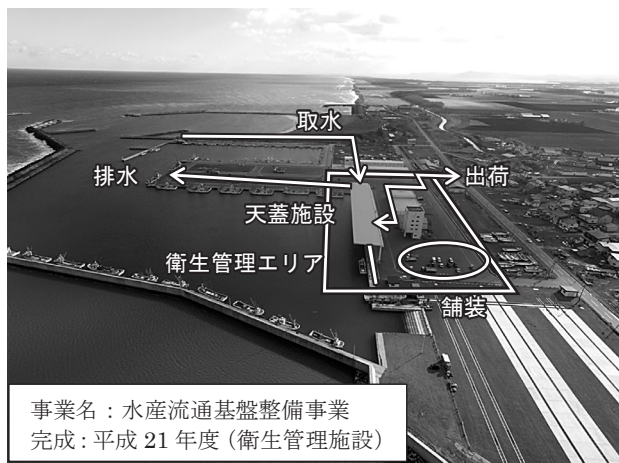 取水
排水
出荷
天蓋施設
衛生管理エリア
舗装
事業名：水産流通基盤整備事業
完成：平成 21 年度（衛生管理施設）